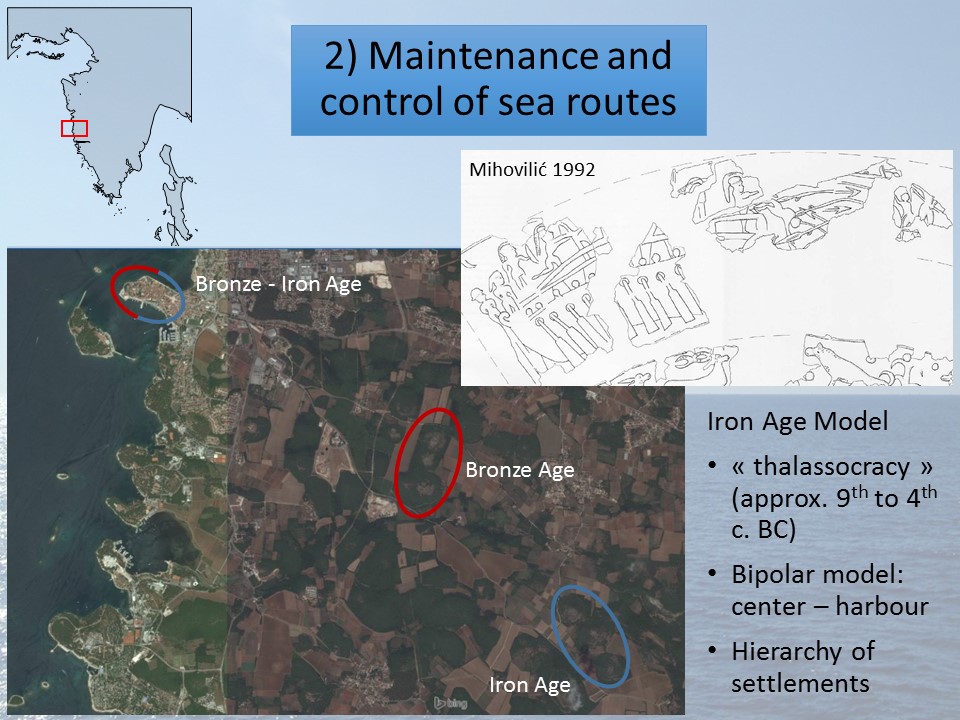 2) Maintenance and
control of sea routes
Mihovilić 1992
Bronze - Iron Age
Bronze Age
Iron Age
bing
Iron Age Model
• « thalassocracy »
(approx. 9th to 4th
c. BC)
• Bipolar model:
center – harbour
• Hierarchy of
settlements